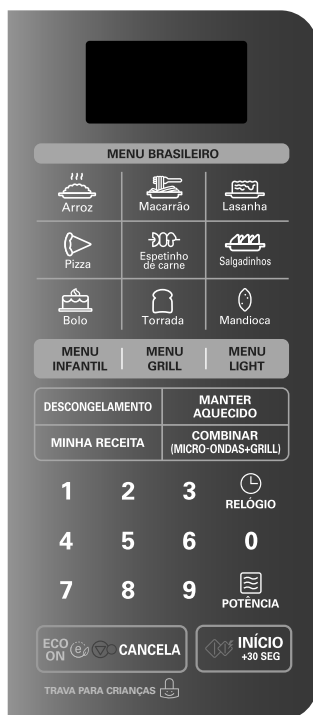 MENU BRASILEIRO
Arroz
Macarrão
Lasanha
Pizza
Espetinho
de carne
Salgadinhos
Bolo
Torrada
Mandioca
MENU
INFANTIL
MENU
GRILL
MENU
LIGHT
DESCONGELAMENTO
MANTER
AQUECIDO
MINHA RECEITA
COMBINAR
(MICRO-ONDAS+GRILL)
1 2 3
RELÓGIO
4 5 6 0
7 8 9
POTÊNCIA
ECO
ON
e
CANCELA
INÍCIO
+30 SEG
TRAVA PARA CRIANÇAS